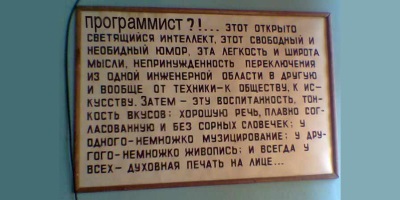 программист?!... ЭТОТ ОТКРЫТО
СВЕТЯЩИЙСЯ ИНТЕЛЛЕКТ, ЭТОТ СВОБОДНЫЙ И
НЕОБИДНЫЙ ЮМОР, ЭТА ЛЕГКОСТЬ И ШИРОТА
МЫСЛИ, НЕПРИНУЖДЕННОСТЬ ПЕРЕКЛЮЧЕНИЯ
ИЗ ОДНОЙ ИНЖЕНЕРНОЙ ОБЛАСТИ В ДРУГУЮ
И ВООБЩЕ ОТ ТЕХНИКИ-К ОБЩЕСТВУ, К ИС-
КУССТВУ. ЗАТЕМ - ЭТУ ВОСПИТАННОСТЬ, ТОН-
КОСТЬ ВКУСОВ: ХОРОШУЮ РЕЧЬ, ПЛАВНО СОГ-
ЛАСОВАННУЮ И БЕЗ СОРНЫХ СЛОВЕЧЕК; У
ОДНОГО-НЕМНОЖКО МУЗИЦИРОВАНИЕ; У ДРУ-
ГОГО-НЕМНОЖКО ЖИВОПИСЬ; И ВСЕГДА У
ВСЕХ- ДУХОВНАЯ ПЕЧАТЬ НА ЛИЦЕ...